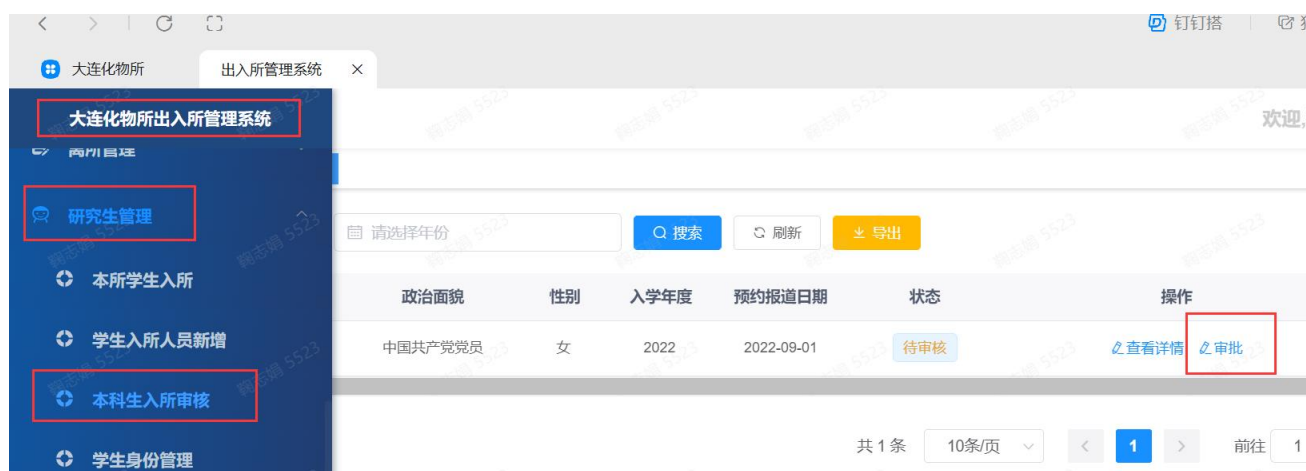 钉钉搭
大连化物所 出入所管理系统
大连化物所出入所管理系统 欢迎,
离所管理
研究生管理 请选择年份 搜索 刷新 导出
本所学生入所 政治面貌 性别 入学年度 预约报道日期 状态 操作
学生入所人员新增 中国共产党党员 女 2022 2022-09-01 待审核 查看详情 审批
本科生入所审核
共 1 条 10条/页 1 前往 1
学生身份管理